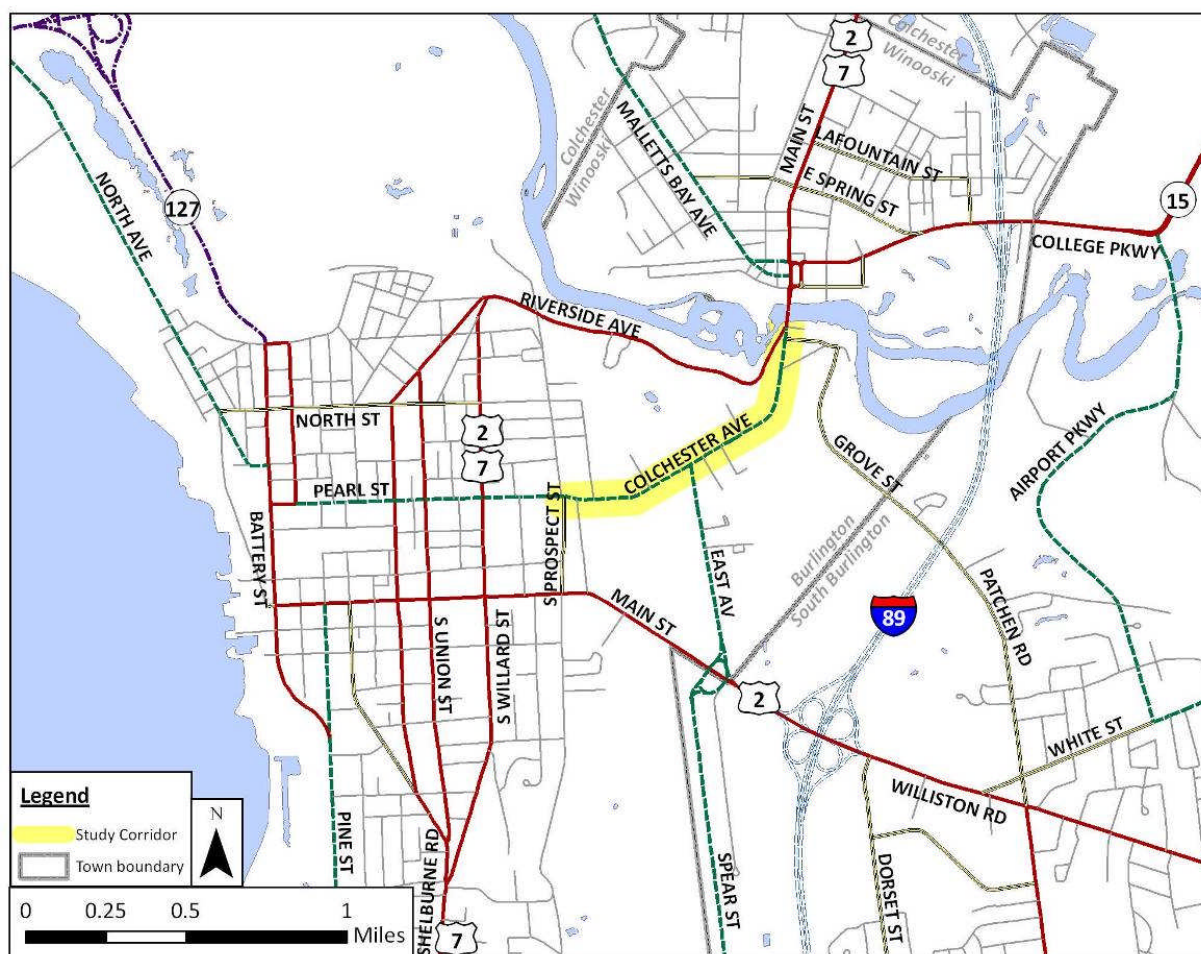 2
7
Colchester
Winooski
MAIN ST
LAFOUNTAIN ST
E SPRING ST
MALLETTS BAY AVE
Colchester
Winooski
15
COLLEGE PKWY
NORTH AVE
127
RIVERSIDE AVE
NORTH ST
2
7
COLCHESTER AVE
GROVE ST
AIRPORT PKWY
PEARL ST
S PROSPECT ST
BATTERY ST
EAST AV
Burlington
South Burlington
MAIN ST
89
PATCHEN RD
S UNION ST
S WILLARD ST
2
WHITE ST
WILLISTON RD
PINE ST
SHELBURNE RD
SPEAR ST
DORSET ST
7
Legend
Study Corridor
Town boundary
N
0 0.25 0.5 1
Miles